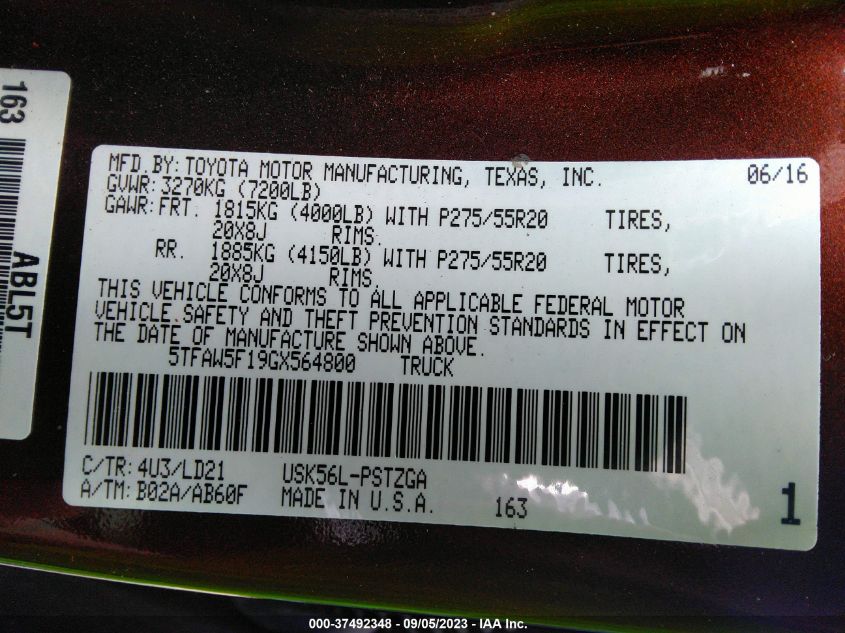 163
ABL5T
MFD.BY:TOYOTA MOTOR MANUFACTURING, TEXAS, INC. 06/16
GVWR:3270KG (7200LB)
GAWR:FRT. 1815KG (4000LB) WITH P275/55R20 TIRES,
20X8J RIMS.
RR. 1885KG (4150LB) WITH P275/55R20 TIRES,
20X8J RIMS.
THIS VEHICLE CONFORMS TO ALL APPLICABLE FEDERAL MOTOR
VEHICLE SAFETY AND THEFT PREVENTION STANDARDS IN EFFECT ON
THE DATE OF MANUFACTURE SHOWN ABOVE.
5TFAW5F19GX564800 TRUCK
C/TR: 4U3/LD21 USK56L-PSTZGA
A/TM: B02A/AB60F MADE IN U.S.A. 163 1
000-37492348 - 09/05/2023 - IAA Inc.